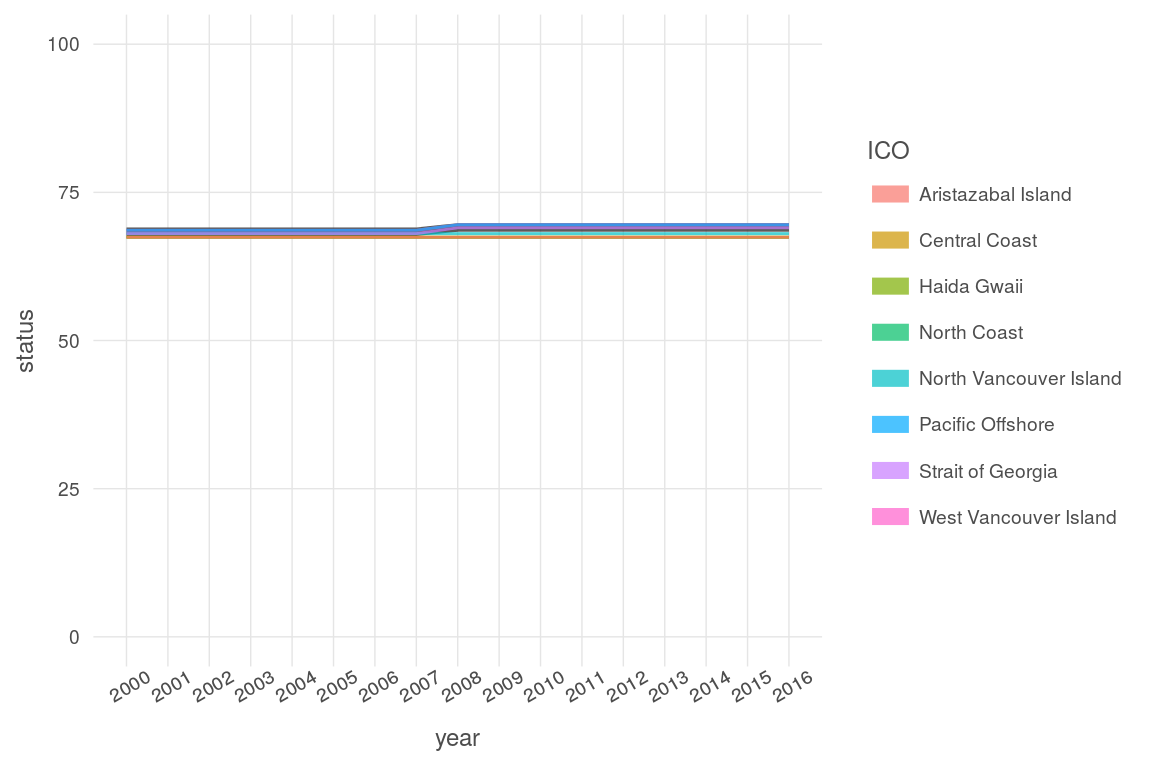 100
75
50
25
0
status
2000 2001 2002 2003 2004 2005 2006 2007 2008 2009 2010 2011 2012 2013 2014 2015 2016
year
ICO
Aristazabal Island
Central Coast
Haida Gwaii
North Coast
North Vancouver Island
Pacific Offshore
Strait of Georgia
West Vancouver Island